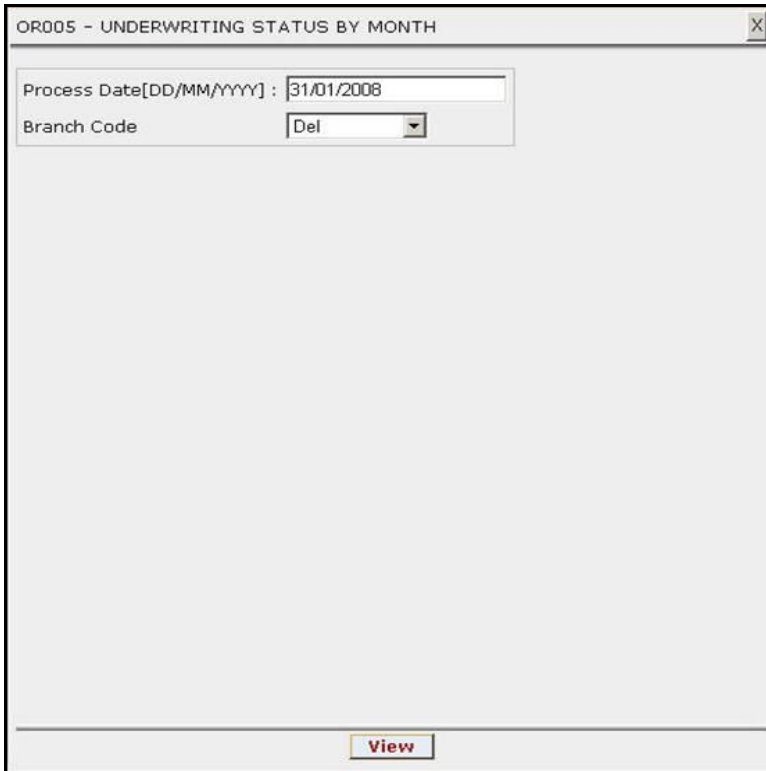 OR005 - UNDERWRITING STATUS BY MONTH X
Process Date[DD/MM/YYYY] : 31/01/2008
Branch Code Del
View